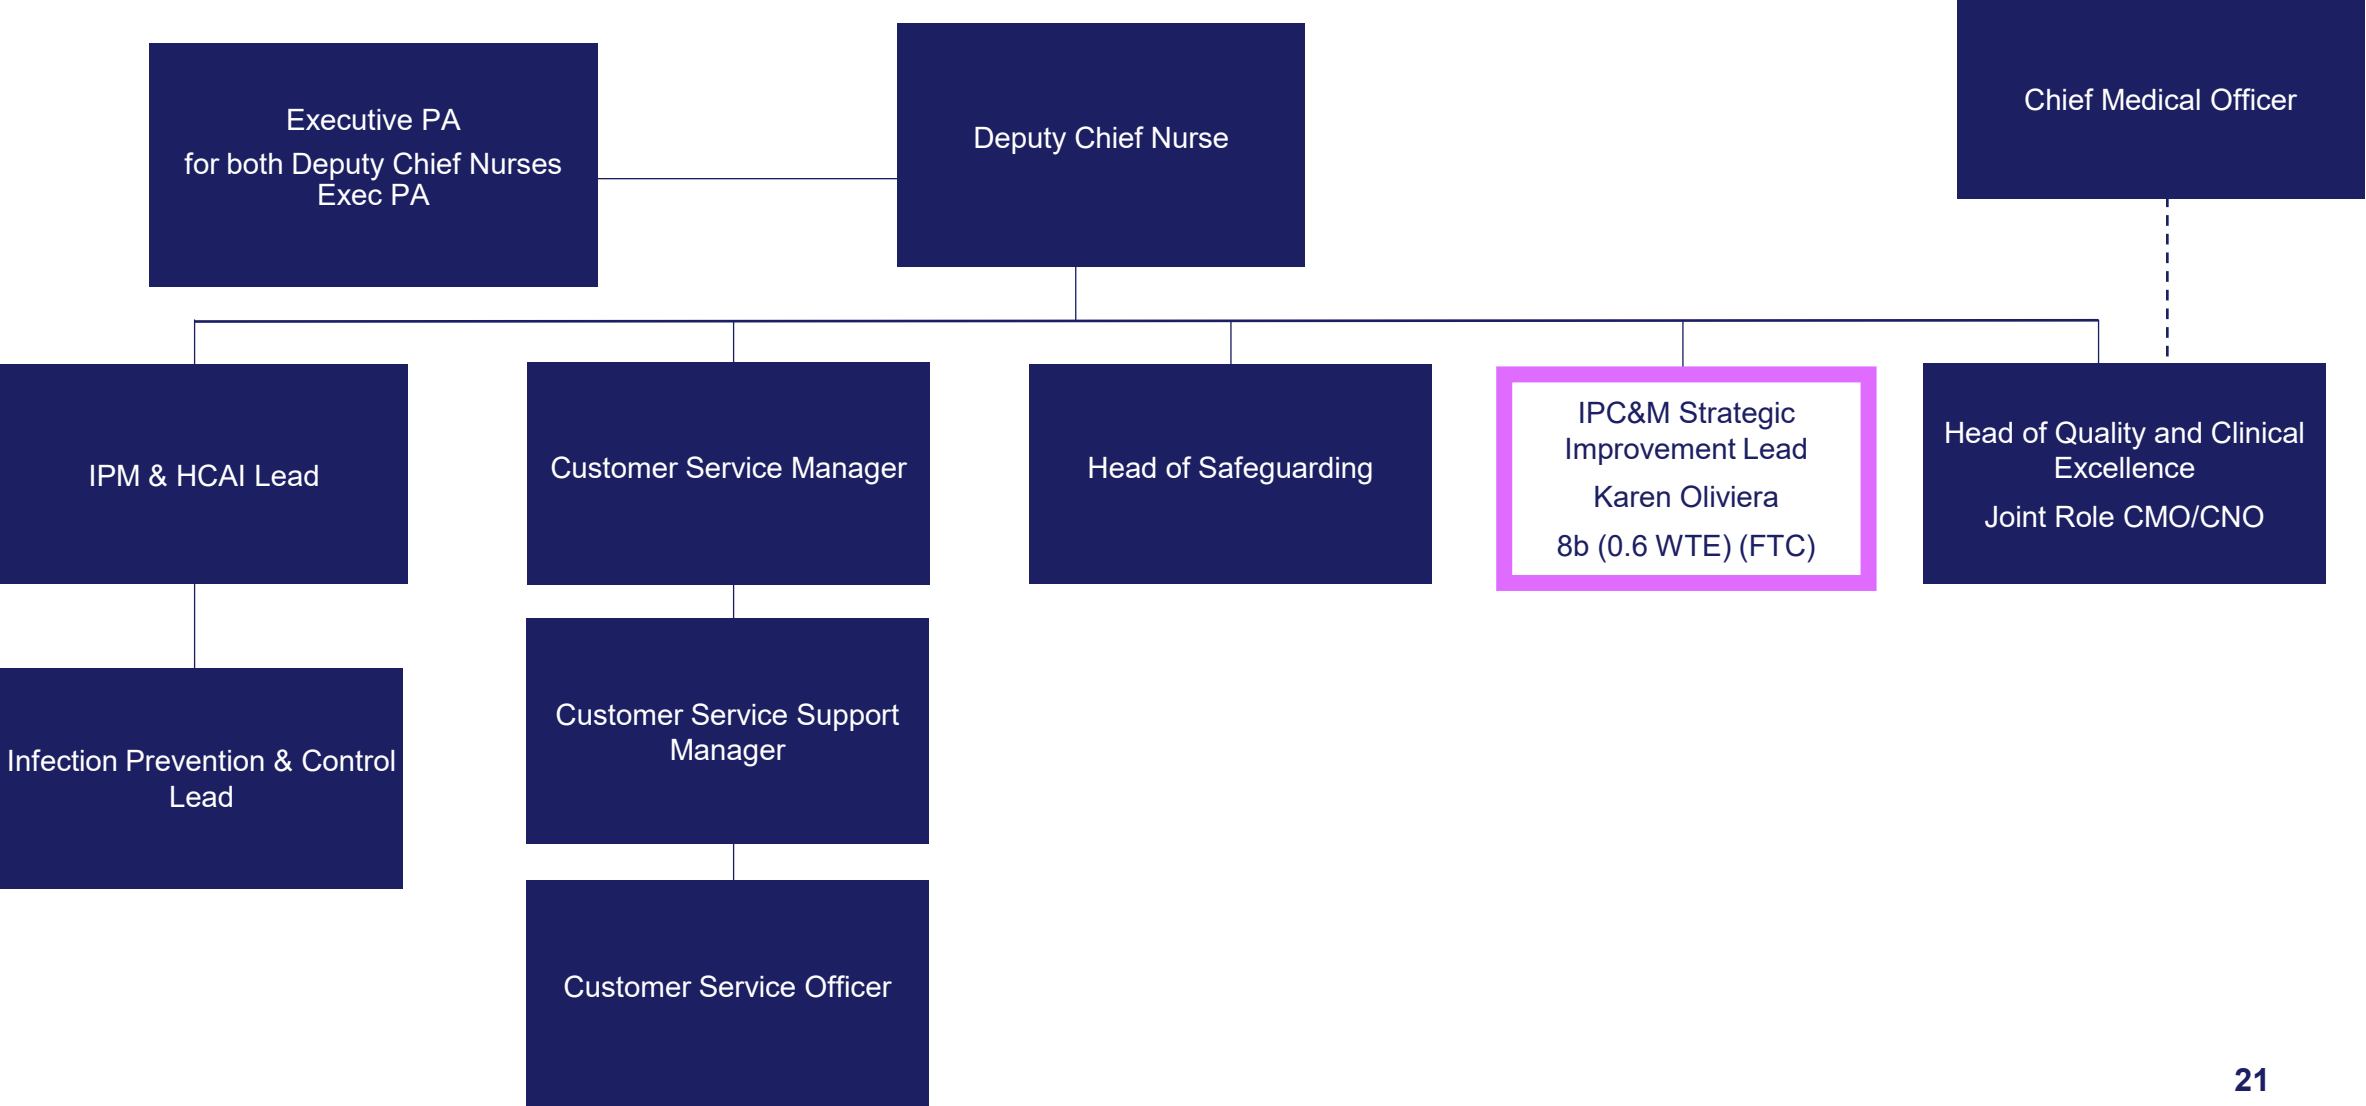 Executive PA
for both Deputy Chief Nurses
Exec PA
Deputy Chief Nurse
Chief Medical Officer
IPM & HCAI Lead
Customer Service Manager
Head of Safeguarding
IPC&M Strategic
Improvement Lead
Karen Oliviera
8b (0.6 WTE) (FTC)
Head of Quality and Clinical
Excellence
Joint Role CMO/CNO
Infection Prevention & Control
Lead
Customer Service Support
Manager
Customer Service Officer
21